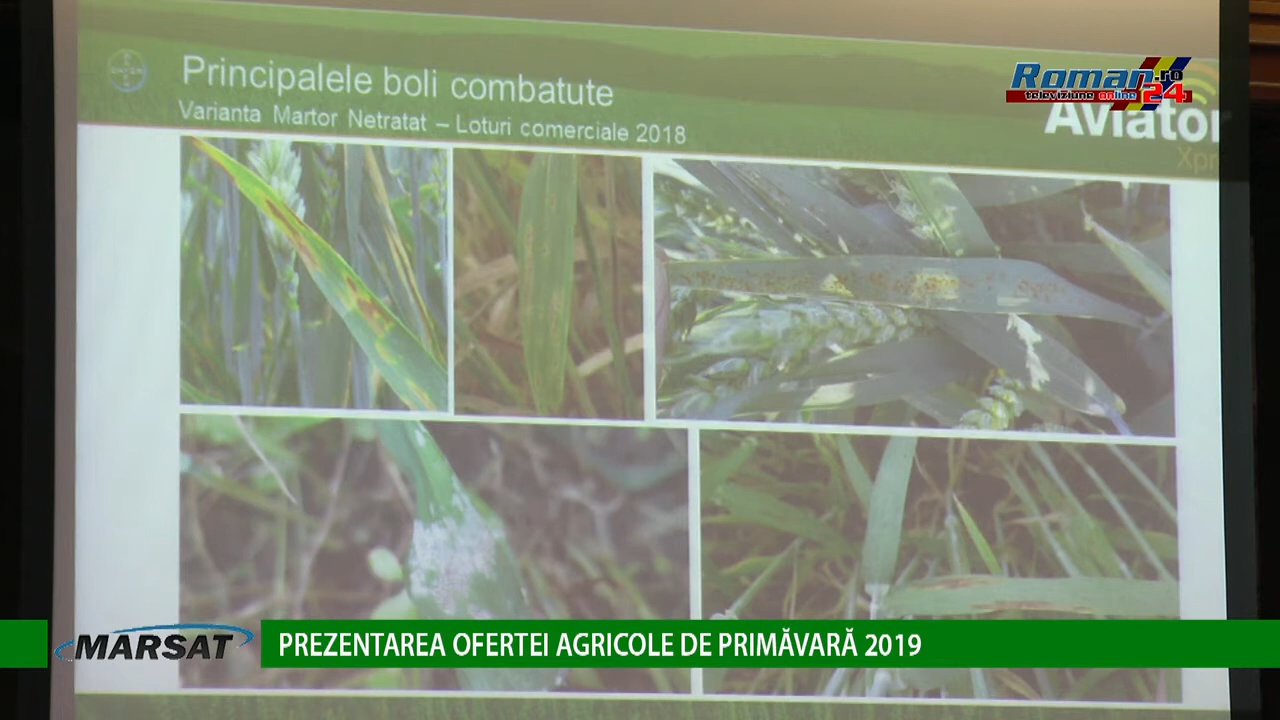 Principalele boli combatute
Varianta Martor Netratat – Loturi comerciale 2018
Roman.ro
televiziune online 24
Aviator
Xpr
MARSAT
PREZENTAREA OFERTEI AGRICOLE DE PRIMĂVARĂ 2019